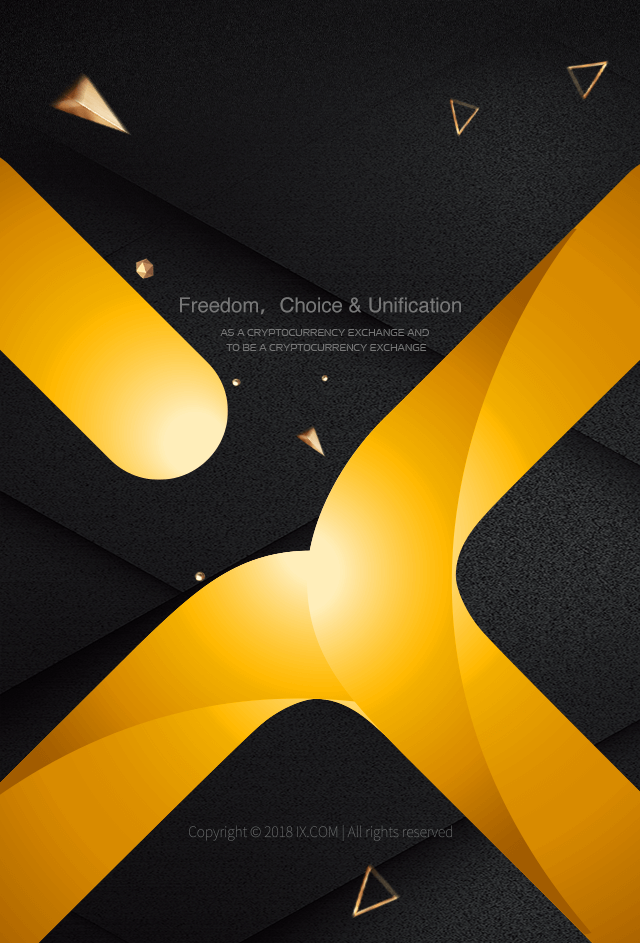 Freedom，Choice & Unification
AS A CRYPTOCURRENCY EXCHANGE AND
TO BE A CRYPTOCURRENCY EXCHANGE
Copyright © 2018 IX.COM | All rights reserved